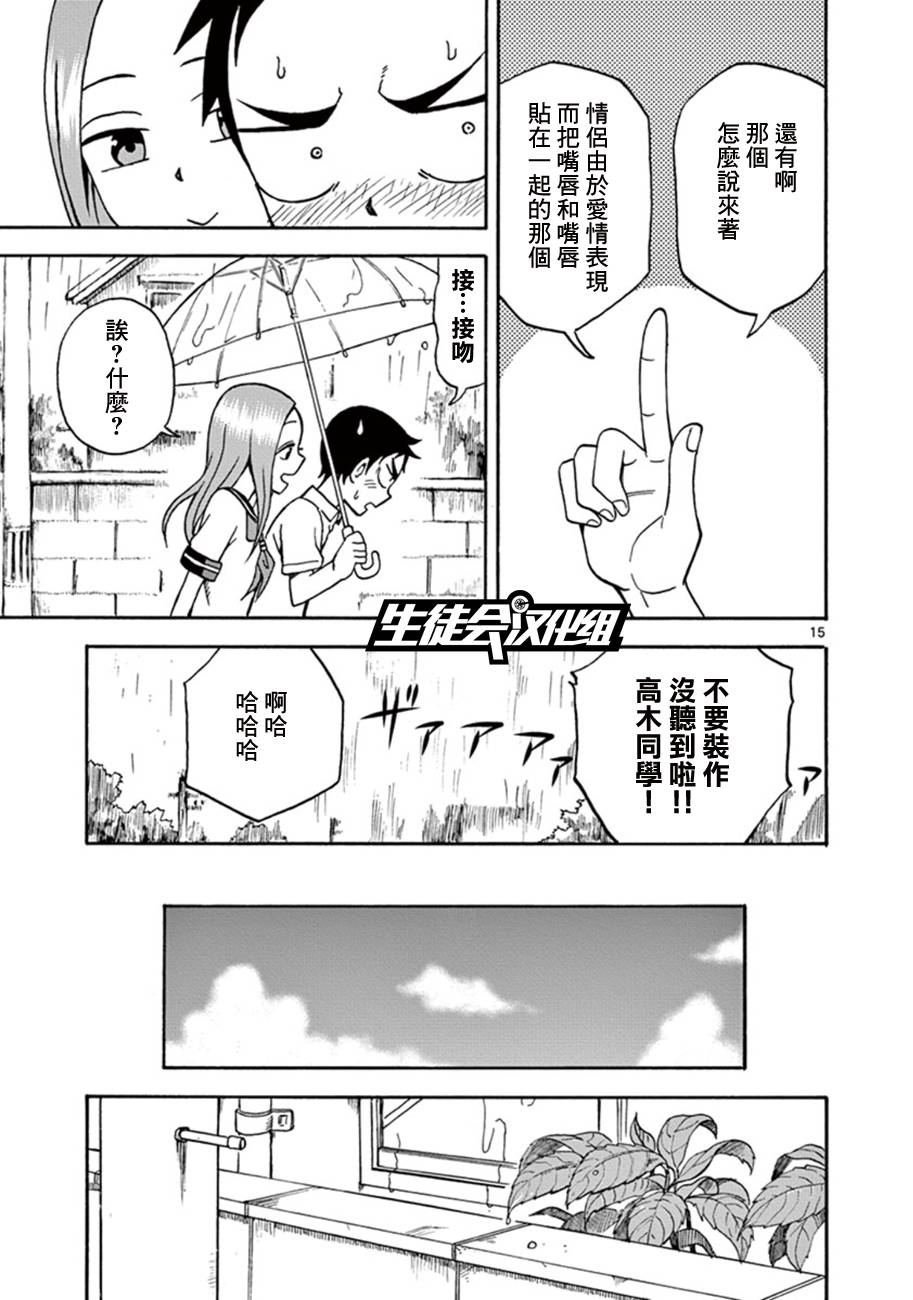 還有啊
那個
怎麼說來著
情侶由於愛情表現
而把嘴唇和嘴唇
貼在一起的那個
接…接吻
誒?什麼?
生徒会汉化组
15
不要裝作
沒聽到啦!!
高木同學!
ザァァァァァ
啊哈
哈哈哈